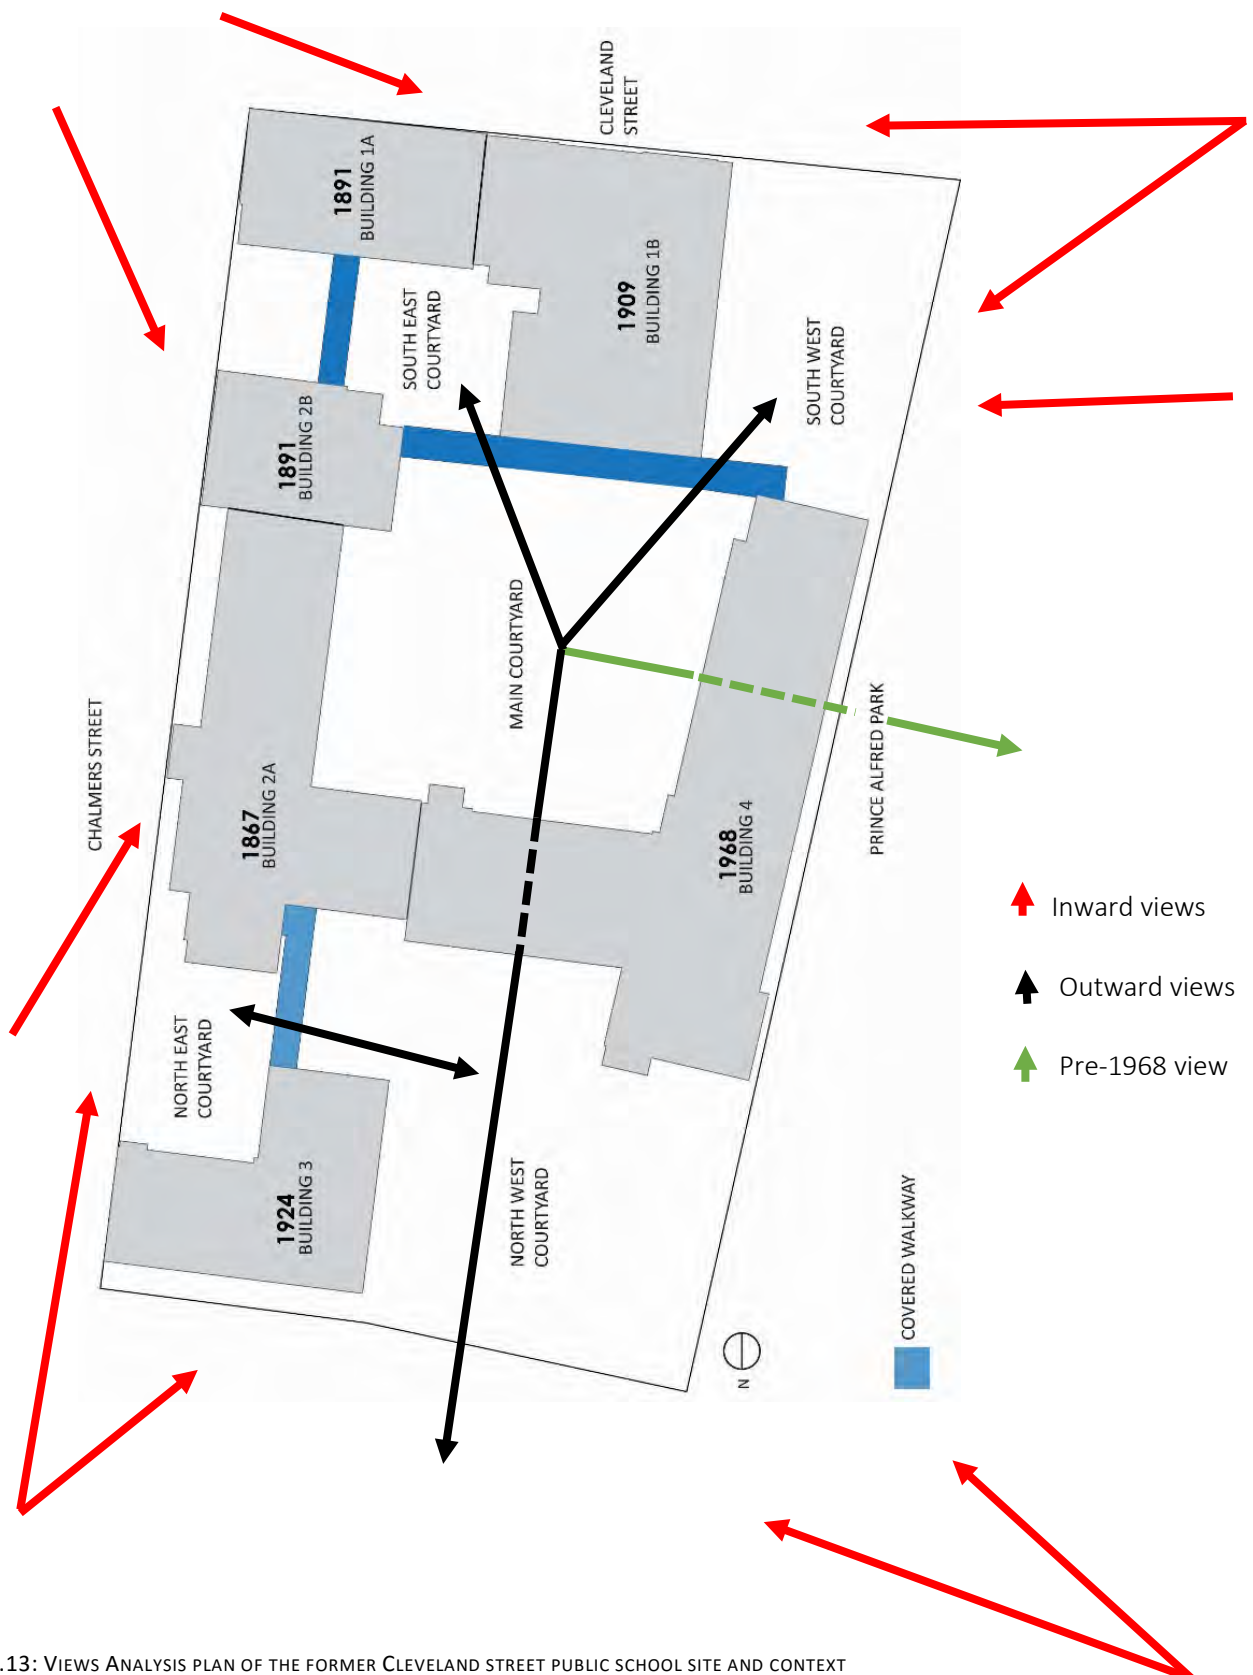 CLEVELAND
STREET
1891
BUILDING 1A
1909
BUILDING 1B
SOUTH EAST
COURTYARD
SOUTH WEST
COURTYARD
1891
BUILDING 2B
MAIN COURTYARD
CHALMERS STREET
1867
BUILDING 2A
1968
BUILDING 4
PRINCE ALFRED PARK
Inward views
Outward views
Pre-1968 view
NORTH EAST
COURTYARD
1924
BUILDING 3
NORTH WEST
COURTYARD
N
COVERED WALKWAY
.13: VIEWS ANALYSIS PLAN OF THE FORMER CLEVELAND STREET PUBLIC SCHOOL SITE AND CONTEXT